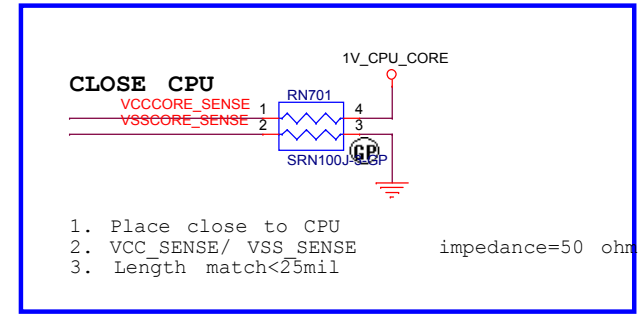 1V_CPU_CORE
CLOSE CPU
RN701
VCCCORE_SENSE 1 4
VSSCORE_SENSE 2 3
GP
SRN100J-3-GP
1. Place close to CPU
2. VCC_SENSE/ VSS_SENSE impedance=50 ohm
3. Length match<25mil